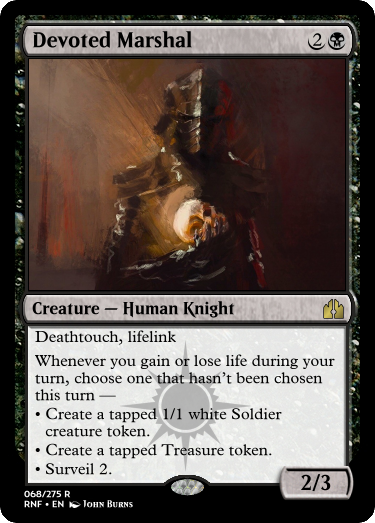 Devoted Marshal 2
Creature — Human Knight
Deathtouch, lifelink
Whenever you gain or lose life during your
turn, choose one that hasn't been chosen
this turn —
• Create a tapped 1/1 white Soldier
creature token.
• Create a tapped Treasure token.
• Surveil 2.
2/3
068/275 R
RNF • EN John Burns